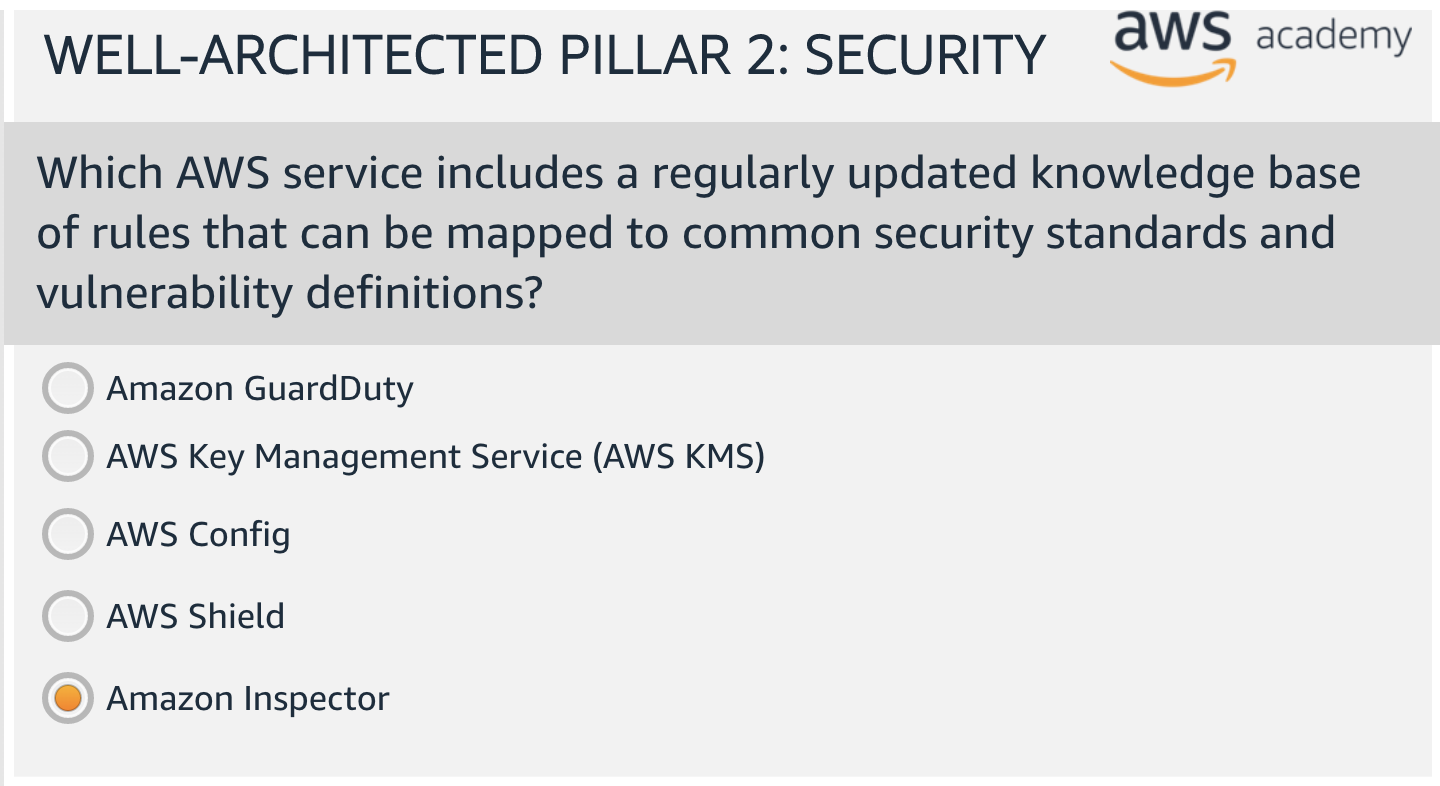 WELL-ARCHITECTED PILLAR 2: SECURITY
aws academy
Which AWS service includes a regularly updated knowledge base
of rules that can be mapped to common security standards and
vulnerability definitions?
Amazon GuardDuty
AWS Key Management Service (AWS KMS)
AWS Config
AWS Shield
Amazon Inspector